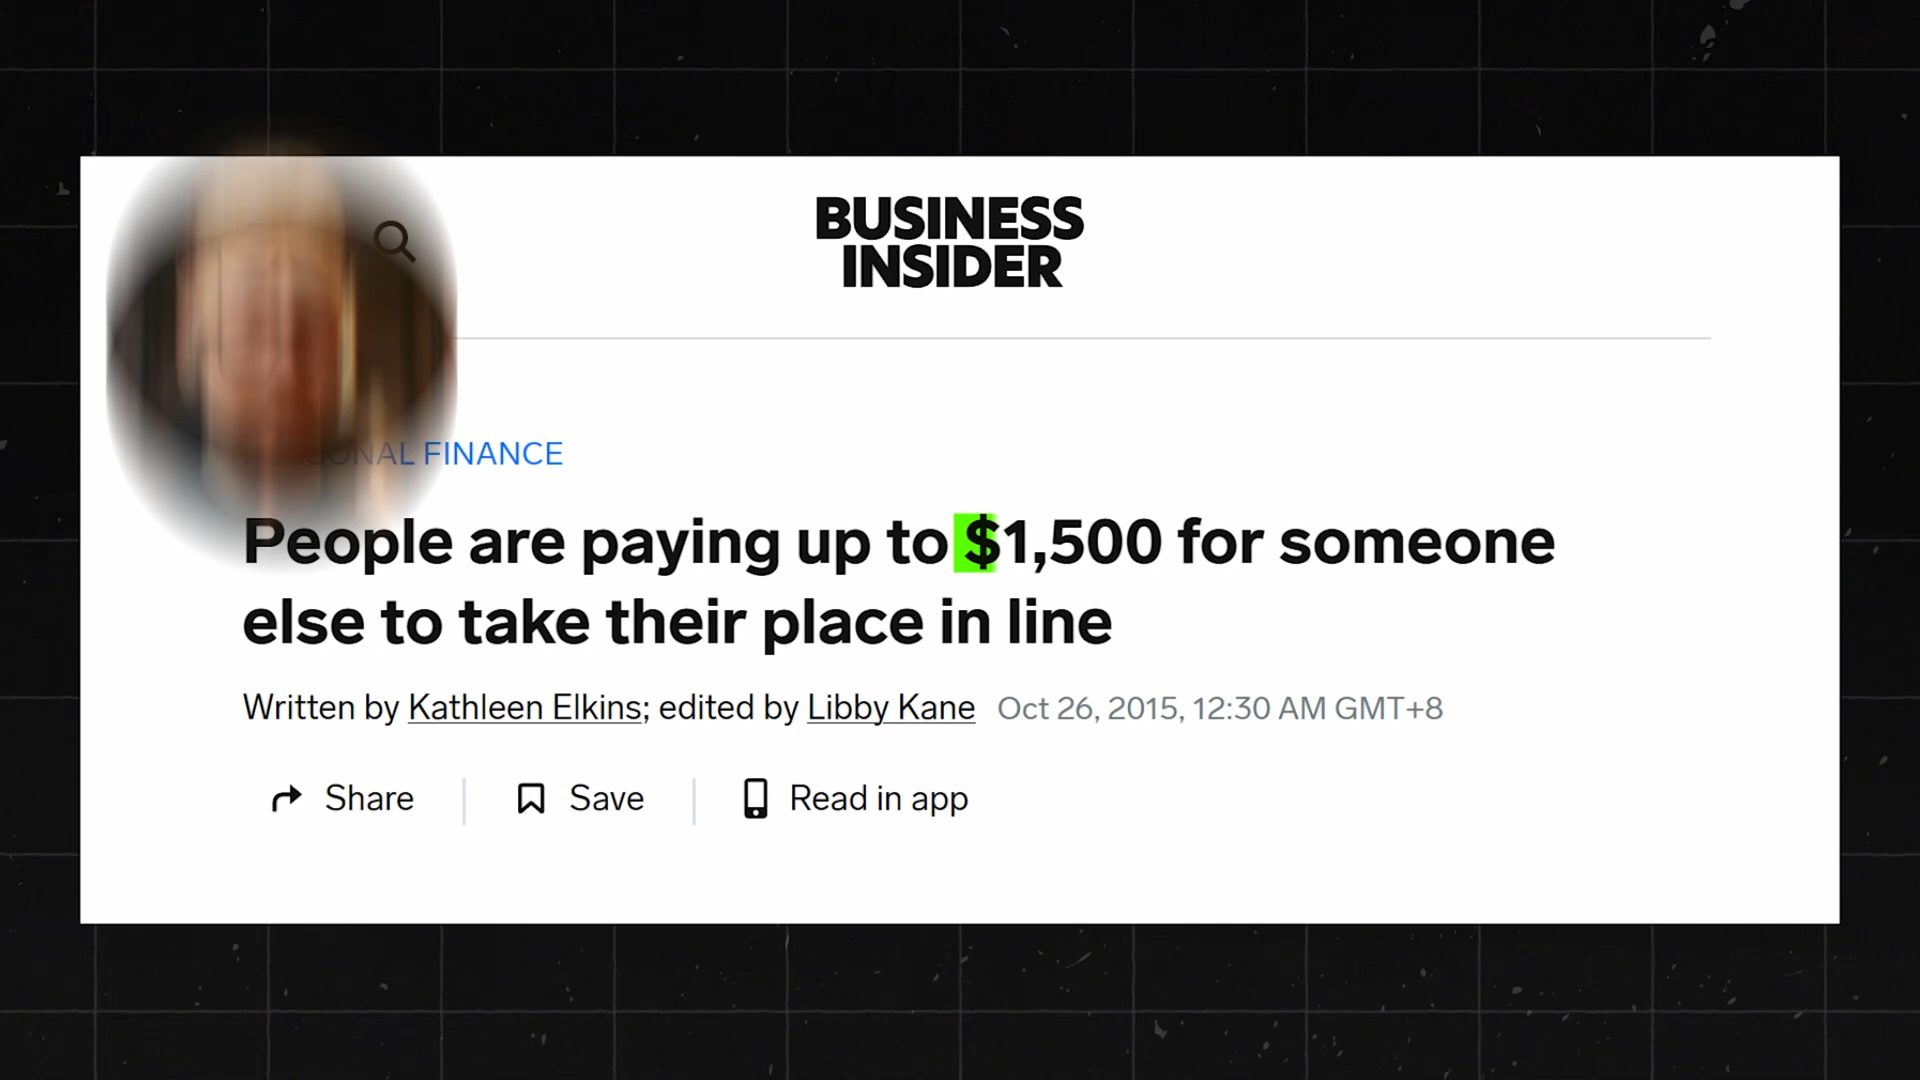 BUSINESS
INSIDER
PERSONAL FINANCE
People are paying up to $1,500 for someone
else to take their place in line
Written by Kathleen Elkins; edited by Libby Kane Oct 26, 2015, 12:30 AM GMT+8
Share Save Read in app